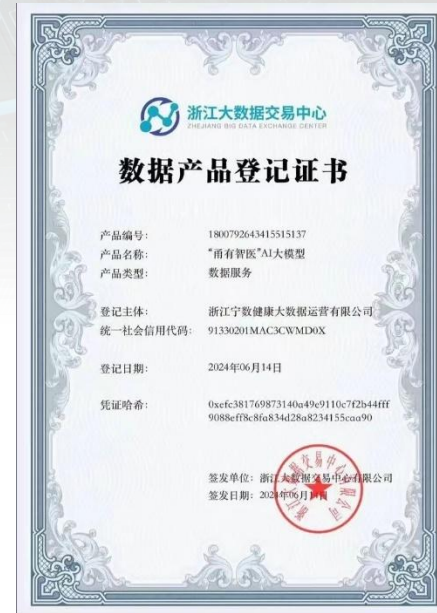 浙江大数据交易中心
ZHEJIANG BIG DATA EXCHANGE CENTER
数据产品登记证书
产品编号： 1800792643415515137
产品名称： “甬有智医”AI大模型
产品类型： 数据服务
登记主体： 浙江宁数健康大数据运营有限公司
统一社会信用代码： 91330201MAC3CWMD0X
登记日期： 2024年06月14日
凭证哈希： 0xefc381769873140a49e9110c7f2b44fff
9088eff8c8fa834d28a8234155caa90
签发单位：浙江大数据交易中心有限公司
签发日期：2024年06月14日